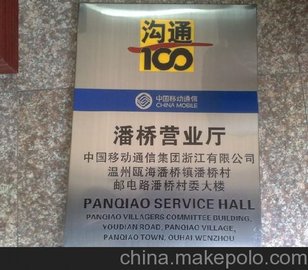 沟通
100
中国移动通信
CHINA MOBILE
潘桥营业厅
中国移动通信集团浙江有限公司
温州瓯海潘桥镇潘桥村
邮电路潘桥村委大楼
PANQIAO SERVICE HALL
PANQIAO VILLAGERS COMMITTEE BUILDING,
YOUDIAN ROAD, PANQIAO VILLAGE,
PANQIAO TOWN, OUHAI WENZHOU
www.makepolo.com